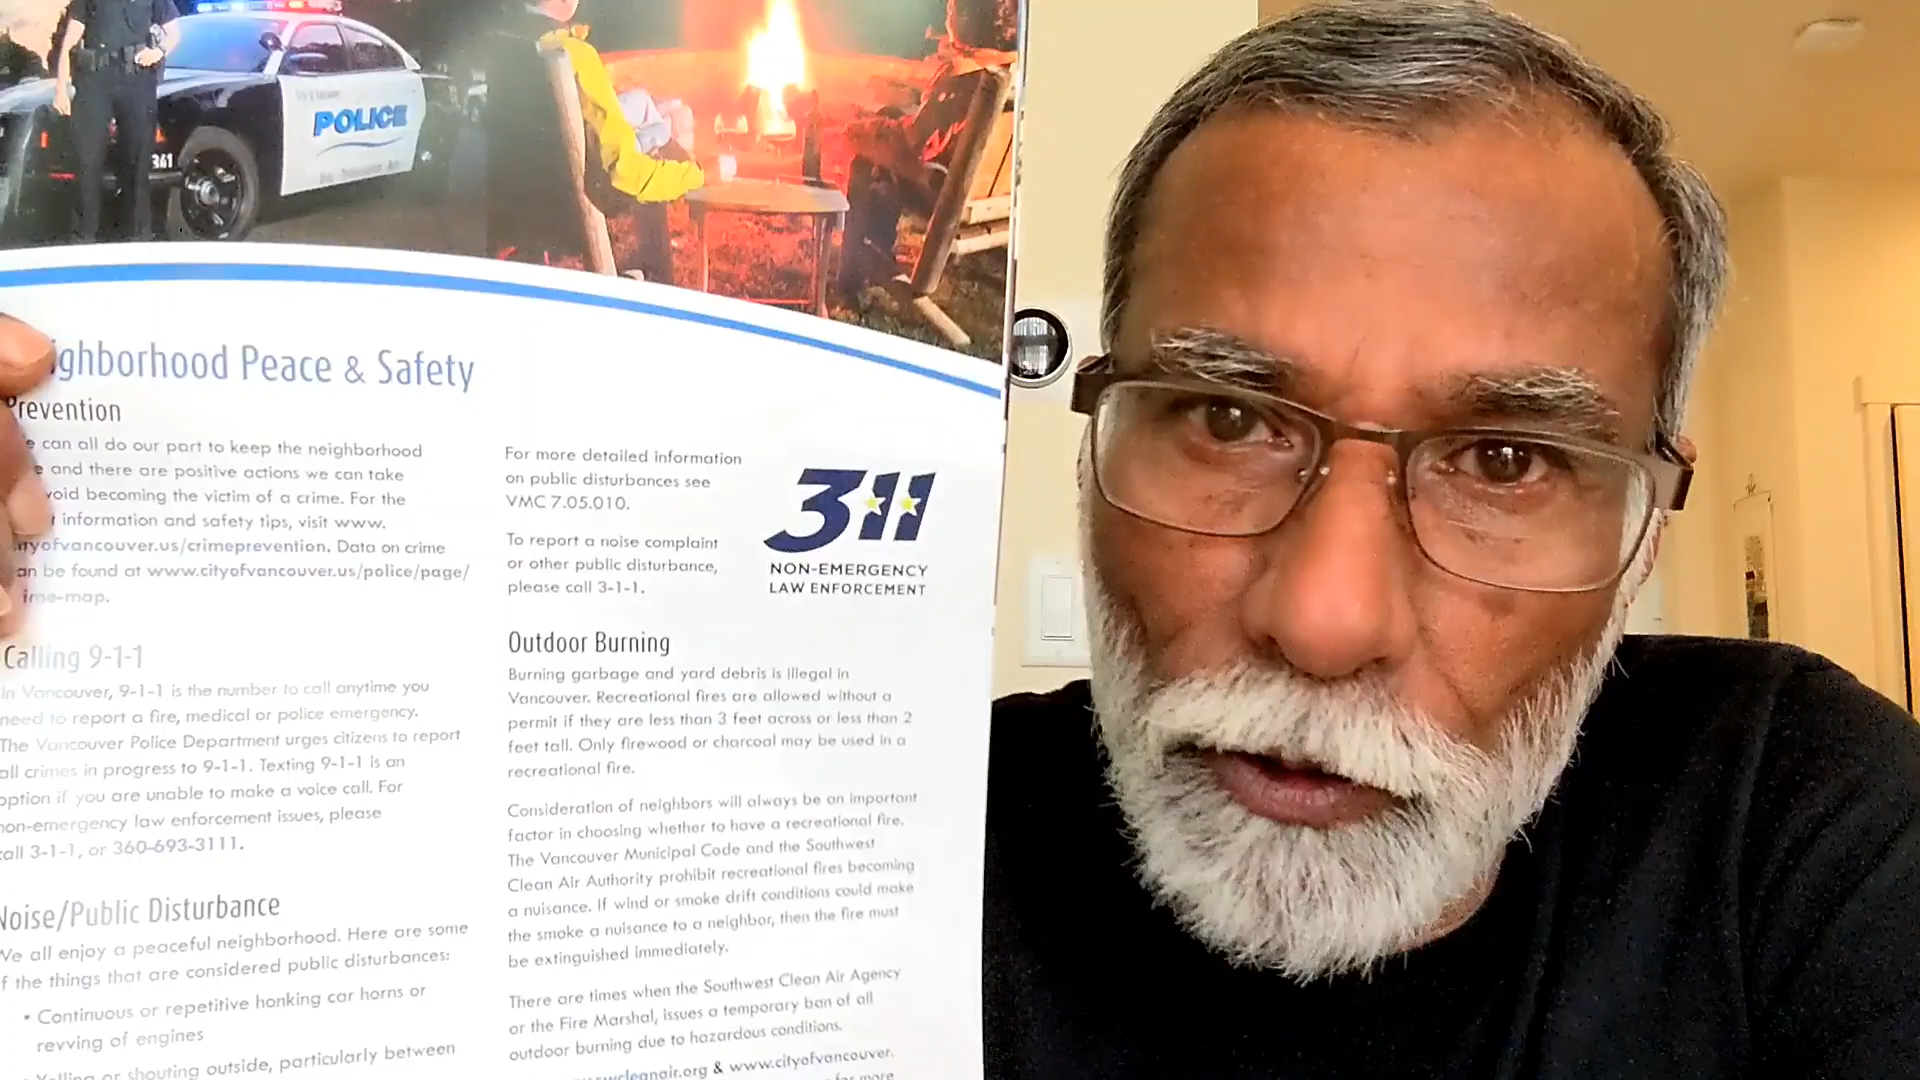 POLICE
361
ighborhood Peace & Safety
Prevention
e can all do our part to keep the neighborhood
e and there are positive actions we can take
void becoming the victim of a crime. For the
t information and safety tips, visit www.
ityofvancouver.us/crimeprevention. Data on crime
an be found at www.cityofvancouver.us/police/page/
ime-map.
Calling 9-1-1
In Vancouver, 9-1-1 is the number to call anytime you
need to report a fire, medical or police emergency.
The Vancouver Police Department urges citizens to report
all crimes in progress to 9-1-1. Texting 9-1-1 is an
option if you are unable to make a voice call. For
non-emergency law enforcement issues, please
call 3-1-1, or 360-693-3111.
Noise/Public Disturbance
We all enjoy a peaceful neighborhood. Here are some
f the things that are considered public disturbances:
• Continuous or repetitive honking car horns or
revving of engines
• Yelling or shouting outside, particularly between
For more detailed information
on public disturbances see
VMC 7.05.010.
To report a noise complaint
or other public disturbance,
please call 3-1-1.
311
NON-EMERGENCY
LAW ENFORCEMENT
Outdoor Burning
Burning garbage and yard debris is illegal in
Vancouver. Recreational fires are allowed without a
permit if they are less than 3 feet across or less than 2
feet tall. Only firewood or charcoal may be used in a
recreational fire.
Consideration of neighbors will always be an important
factor in choosing whether to have a recreational fire.
The Vancouver Municipal Code and the Southwest
Clean Air Authority prohibit recreational fires becoming
a nuisance. If wind or smoke drift conditions could make
the smoke a nuisance to a neighbor, then the fire must
be extinguished immediately.
There are times when the Southwest Clean Air Agency
or the Fire Marshal, issues a temporary ban of all
outdoor burning due to hazardous conditions.
swcleanair.org & www.cityofvancouver.
for more